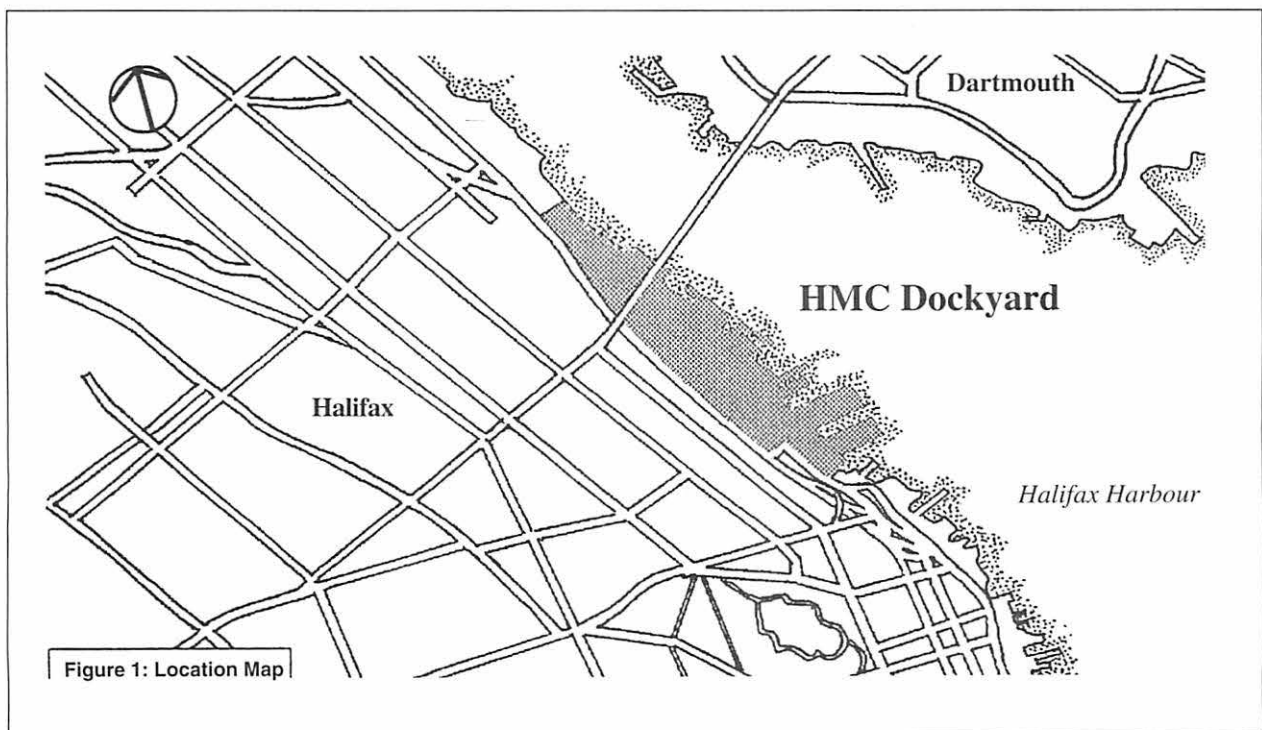 Dartmouth
HMC Dockyard
Halifax
Halifax Harbour
Figure 1: Location Map